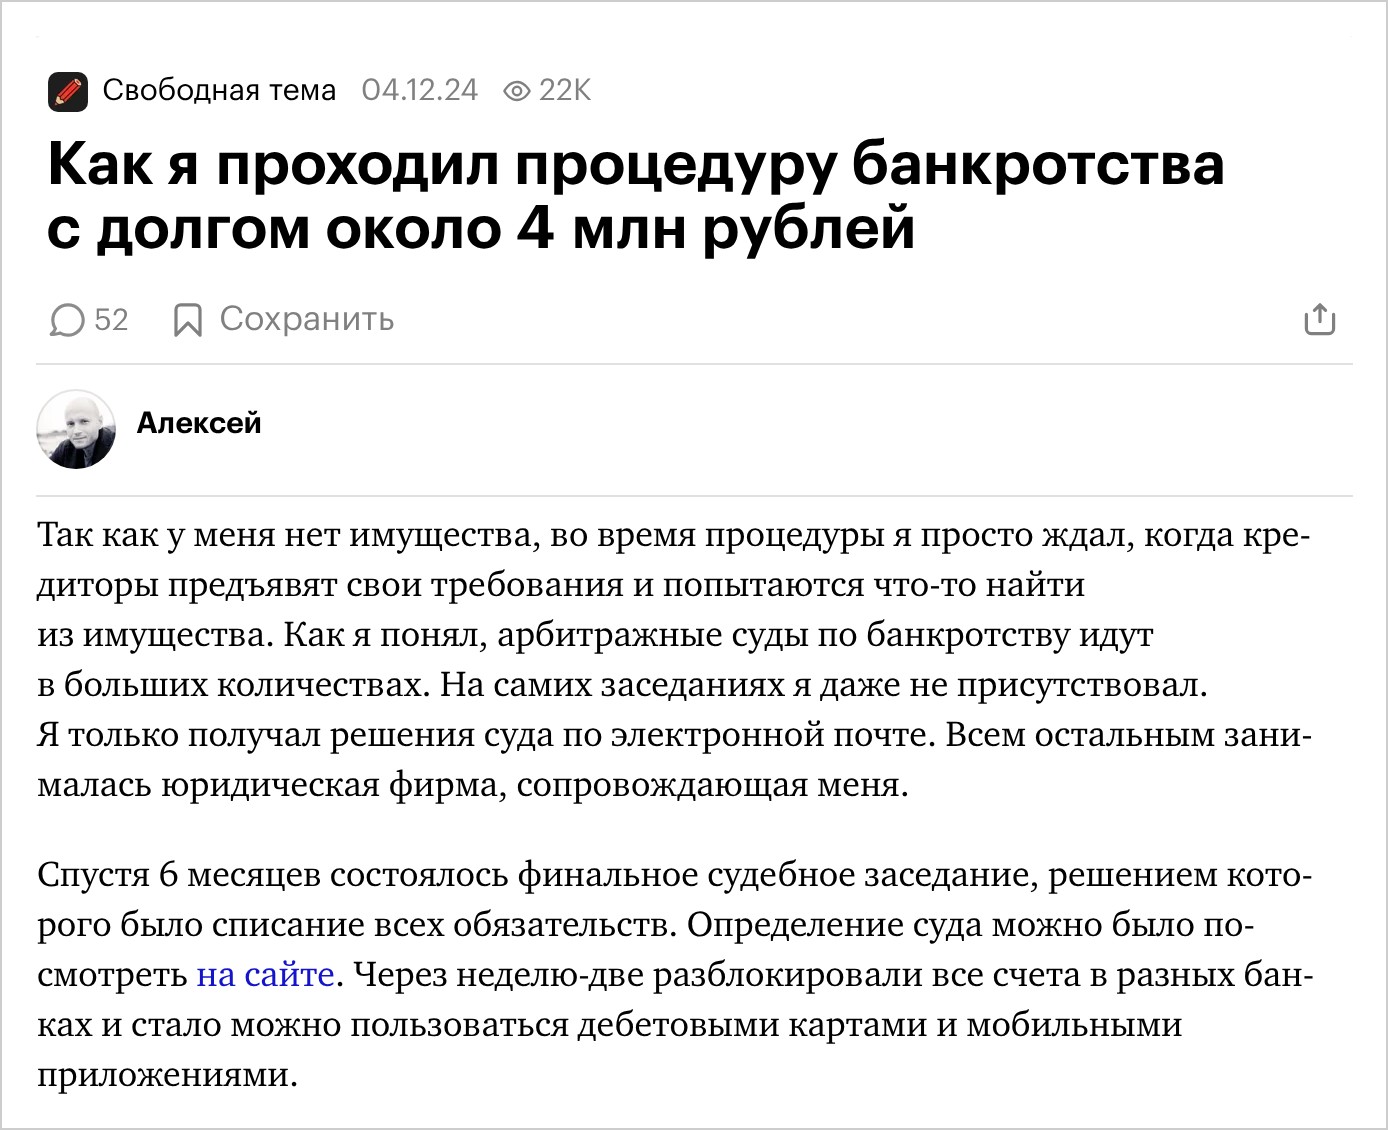 Свободная тема 04.12.24 22K
Как я проходил процедуру банкротства
с долгом около 4 млн рублей
52 Сохранить
Алексей
Так как у меня нет имущества, во время процедуры я просто ждал, когда кре-
диторы предъявят свои требования и попытаются что-то найти
из имущества. Как я понял, арбитражные суды по банкротству идут
в больших количествах. На самих заседаниях я даже не присутствовал.
Я только получал решения суда по электронной почте. Всем остальным зани-
малась юридическая фирма, сопровождающая меня.
Спустя 6 месяцев состоялось финальное судебное заседание, решением кото-
рого было списание всех обязательств. Определение суда можно было по-
смотреть на сайте. Через неделю-две разблокировали все счета в разных бан-
ках и стало можно пользоваться дебетовыми картами и мобильными
приложениями.